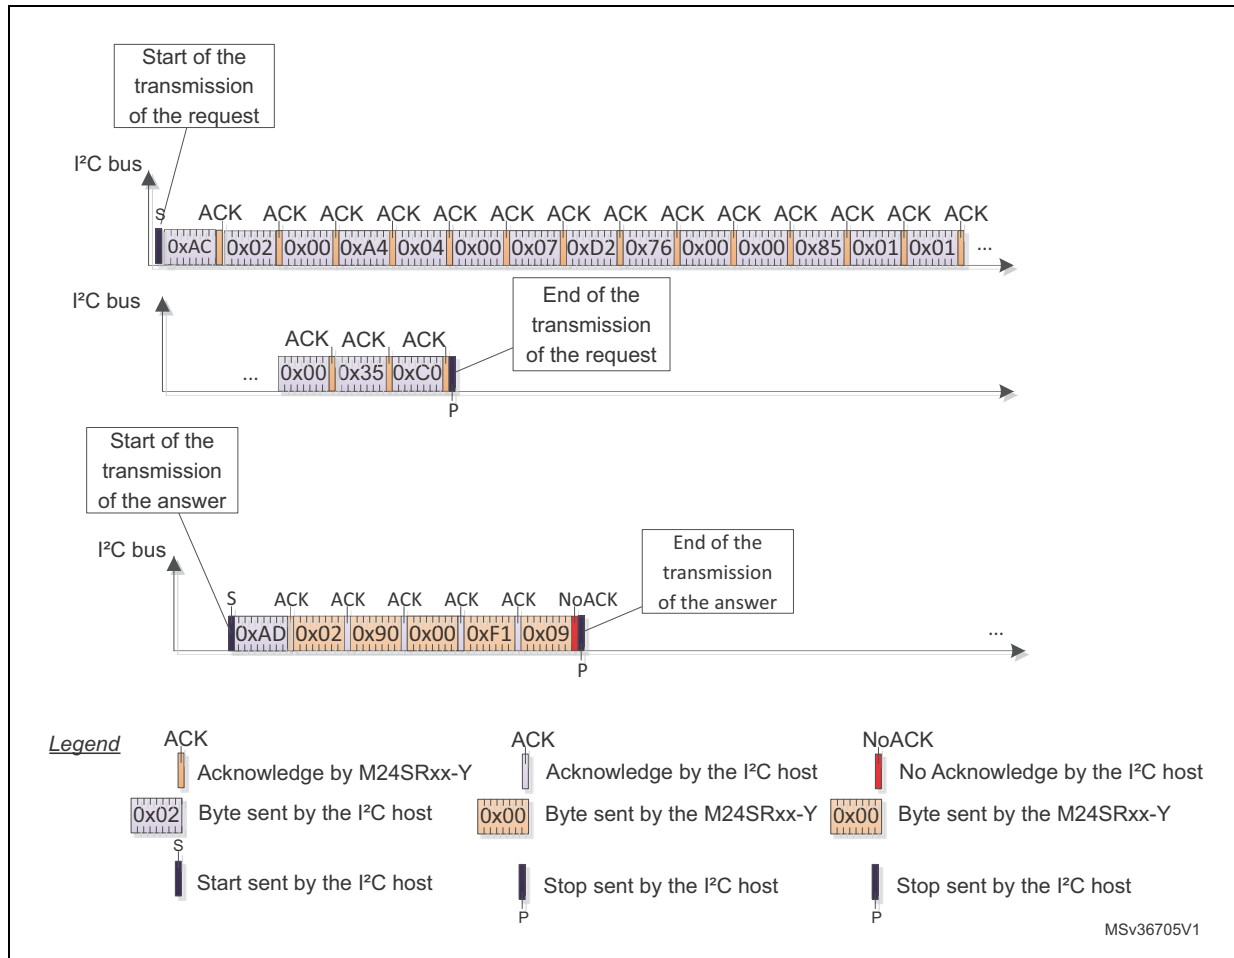 Start of the
transmission
of the request
I²C bus
S
ACK ACK ACK ACK ACK ACK ACK ACK ACK ACK ACK ACK ACK ACK
0xAC 0x02 0x00 0xA4 0x04 0x00 0x07 0xD2 0x76 0x00 0x00 0x85 0x01 0x01 ...
I²C bus
End of the
transmission
of the request
ACK ACK ACK
... 0x00 0x35 0xC0
P
Start of the
transmission
of the answer
I²C bus
End of the
transmission
of the answer
S ACK ACK ACK ACK ACK NoACK
0xAD 0x02 0x90 0x00 0xF1 0x09 ...
P
Legend
ACK ACK NoACK
Acknowledge by M24SRxx-Y Acknowledge by the I²C host No Acknowledge by the I²C host
0x02 Byte sent by the I²C host 0x00 Byte sent by the M24SRxx-Y 0x00 Byte sent by the M24SRxx-Y
S
Start sent by the I²C host Stop sent by the I²C host Stop sent by the I²C host
P P
MSv36705V1